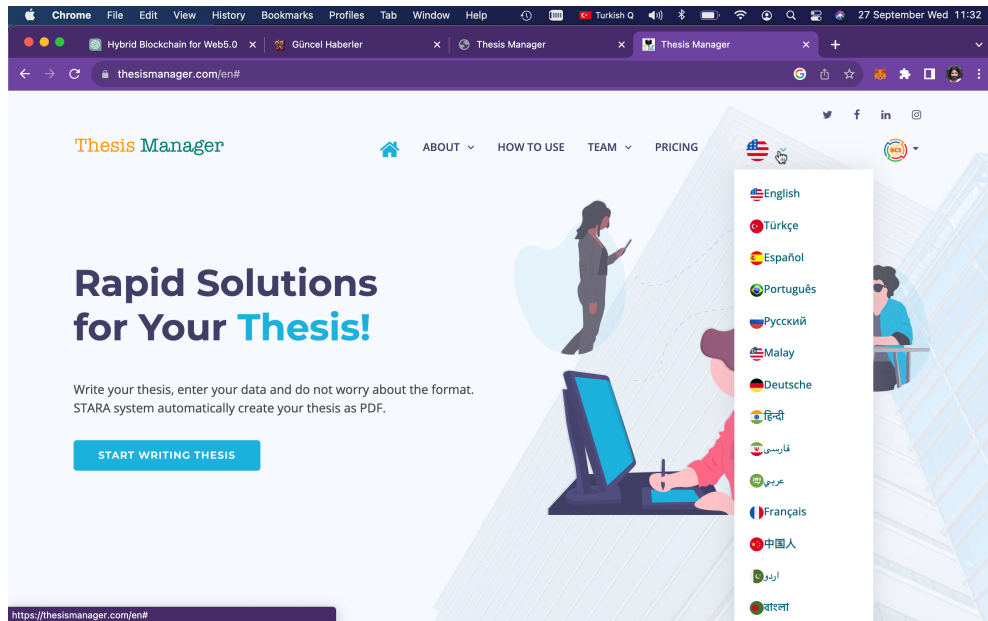 Chrome File Edit View History Bookmarks Profiles Tab Window Help Turkish Q 27 September Wed 11:32
Hybrid Blockchain for Web5.0 Güncel Haberler Thesis Manager Thesis Manager
thesismanager.com/en#
Thesis Manager
ABOUT HOW TO USE TEAM PRICING
SCI
English
Türkçe
Español
Português
Русский
Malay
Deutsche
हिन्दी
فارسی
عربي
Français
中国人
اردو
বাংলা
Rapid Solutions
for Your Thesis!
Write your thesis, enter your data and do not worry about the format.
STARA system automatically create your thesis as PDF.
START WRITING THESIS
https://thesismanager.com/en#